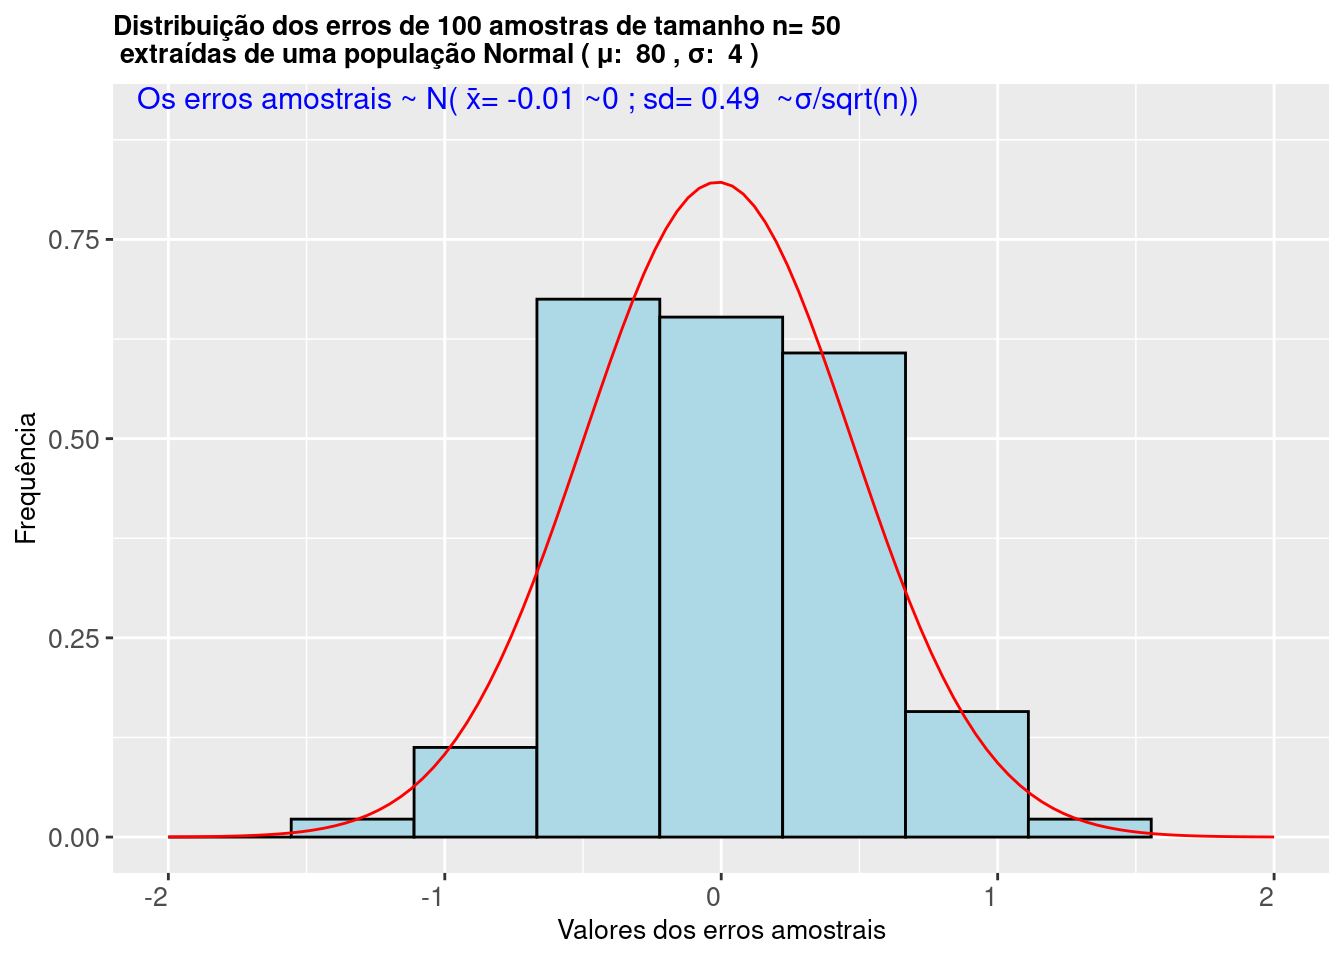 Distribuição dos erros de 100 amostras de tamanho n= 50
extraídas de uma população Normal ( μ:  80 , σ:  4 )
Os erros amostrais ~ N( x̄= -0.01 ~0 ; sd= 0.49  ~σ/sqrt(n))
0.75
0.50
0.25
0.00
Frequência
-2
-1
0
1
2
Valores dos erros amostrais